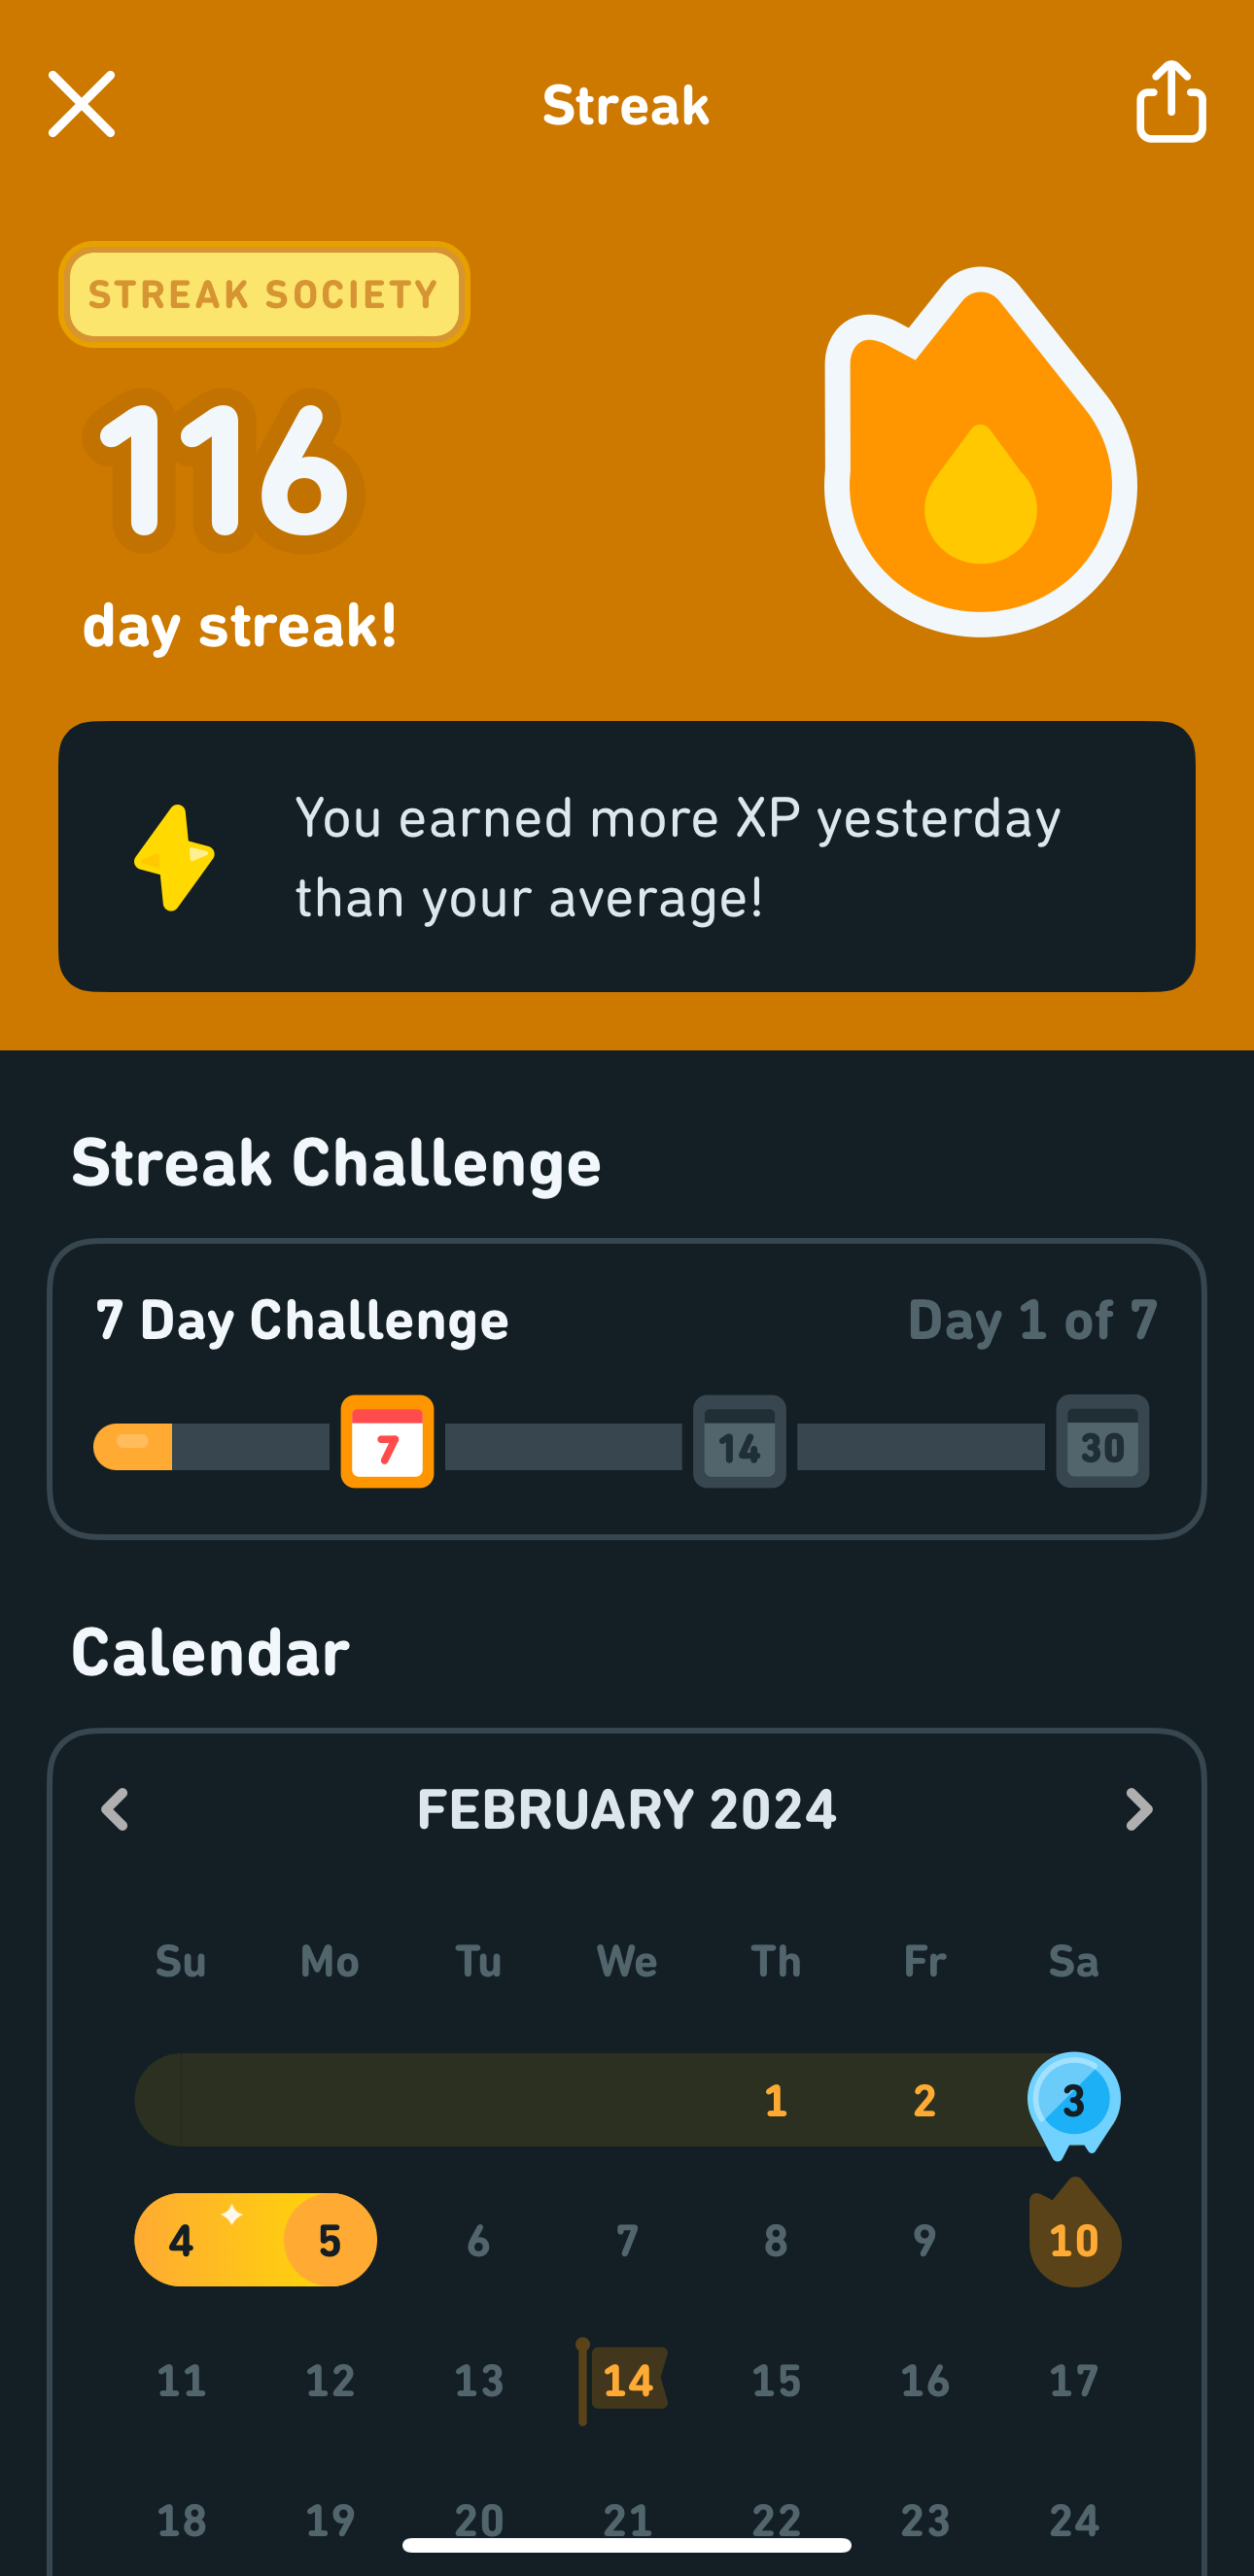 Streak
STREAK SOCIETY
116
day streak!
You earned more XP yesterday
than your average!
Streak Challenge
7 Day Challenge Day 1 of 7
7 14 30
Calendar
FEBRUARY 2024
Su Mo Tu We Th Fr Sa
1 2 3
4 5 6 7 8 9 10
11 12 13 14 15 16 17
18 19 20 21 22 23 24